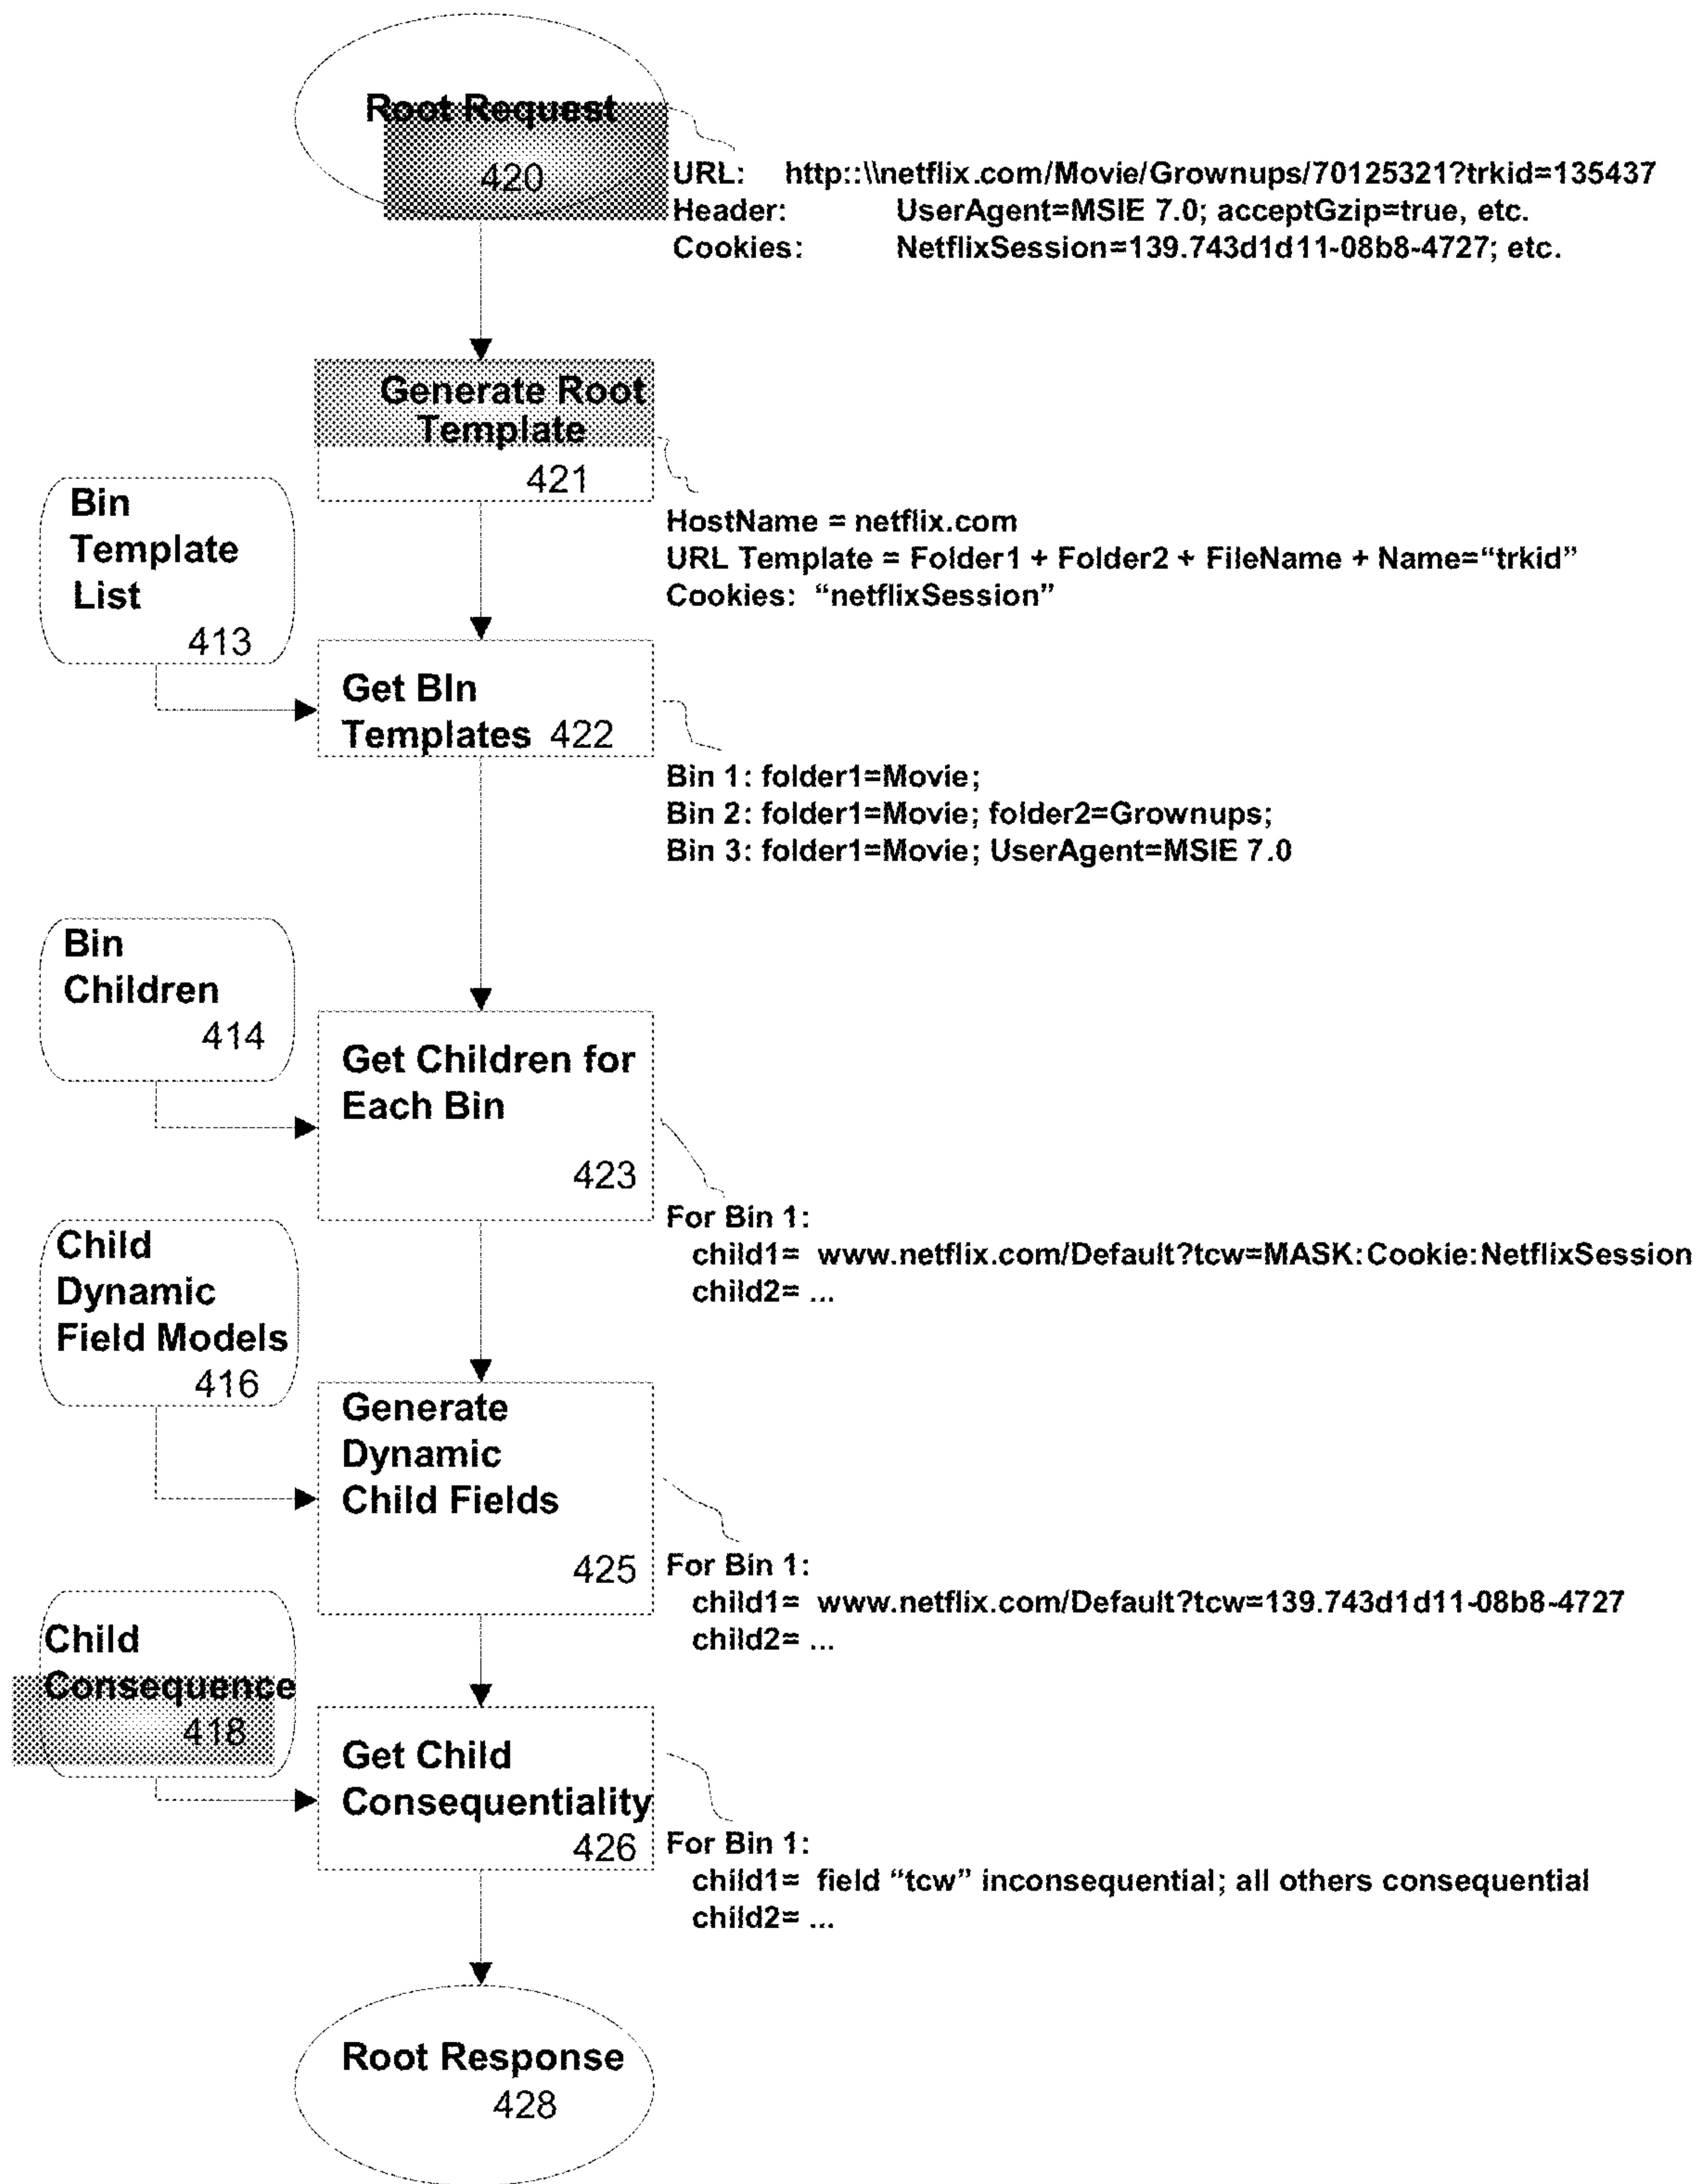 Root Request
420
URL: http::\\netflix.com/Movie/Grownups/70125321?trkid=135437
Header: UserAgent=MSIE 7.0; acceptGzip=true, etc.
Cookies: NetflixSession=139.743d1d11-08b8-4727; etc.
Generate Root
Template
421
HostName = netflix.com
URL Template = Folder1 + Folder2 + FileName + Name=“trkid”
Cookies: “netflixSession”
Bin
Template
List
413
Get BIn
Templates 422
Bin 1: folder1=Movie;
Bin 2: folder1=Movie; folder2=Grownups;
Bin 3: folder1=Movie; UserAgent=MSIE 7.0
Bin
Children
414
Get Children for
Each Bin
423
For Bin 1:
child1= www.netflix.com/Default?tcw=MASK:Cookie:NetflixSession
child2= ...
Child
Dynamic
Field Models
416
Generate
Dynamic
Child Fields
425
For Bin 1:
child1= www.netflix.com/Default?tcw=139.743d1d11-08b8-4727
child2= ...
Child
Consequence
418
Get Child
Consequentiality
426
For Bin 1:
child1= field “tcw” inconsequential; all others consequential
child2= ...
Root Response
428